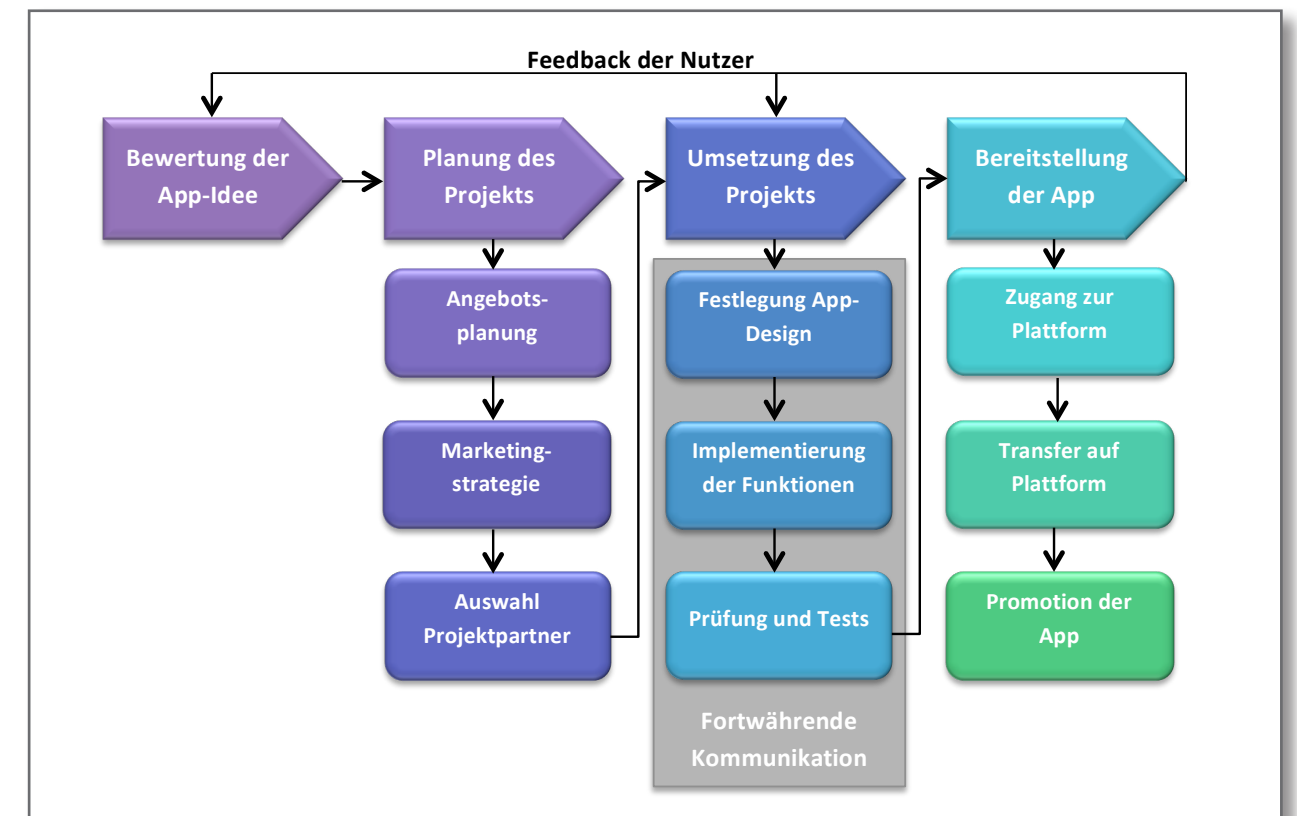 Feedback der Nutzer
Bewertung der
App-Idee
Planung des
Projekts
Umsetzung des
Projekts
Bereitstellung
der App
Angebots-
planung
Marketing-
strategie
Auswahl
Projektpartner
Festlegung App-
Design
Implementierung
der Funktionen
Prüfung und Tests
Fortwährende
Kommunikation
Zugang zur
Plattform
Transfer auf
Plattform
Promotion der
App